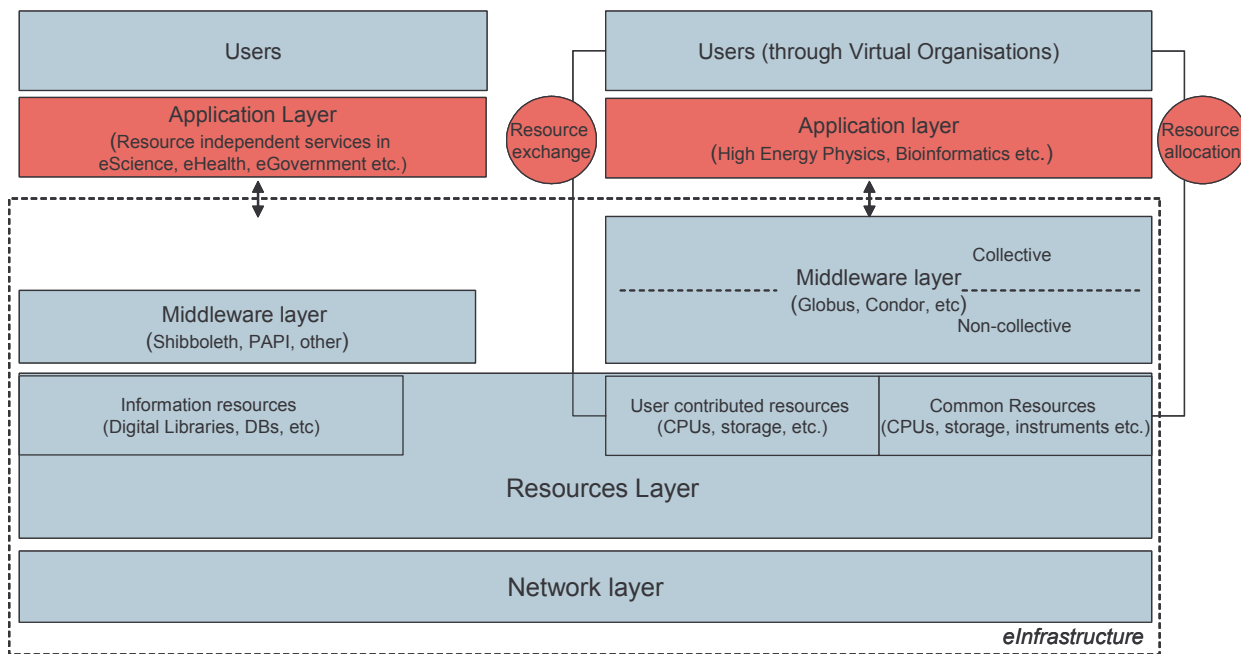 Users
Application Layer
(Resource independent services in
eScience, eHealth, eGovernment etc.)
Users (through Virtual Organisations)
Resource
exchange
Application layer
(High Energy Physics, Bioinformatics etc.)
Resource
allocation
Collective
Middleware layer
(Globus, Condor, etc)
Non-collective
Middleware layer
(Shibboleth, PAPI, other)
Information resources
(Digital Libraries, DBs, etc)
User contributed resources
(CPUs, storage, etc.)
Common Resources
(CPUs, storage, instruments etc.)
Resources Layer
Network layer
eInfrastructure